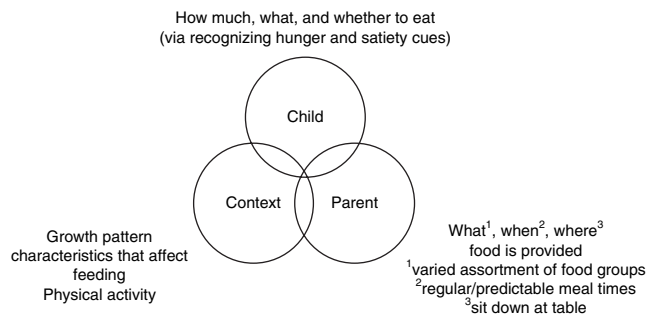 How much, what, and whether to eat
(via recognizing hunger and satiety cues)
Child
Context
Parent
Growth pattern
characteristics that affect
feeding
Physical activity
What¹, when², where³
food is provided
¹varied assortment of food groups
²regular/predictable meal times
³sit down at table